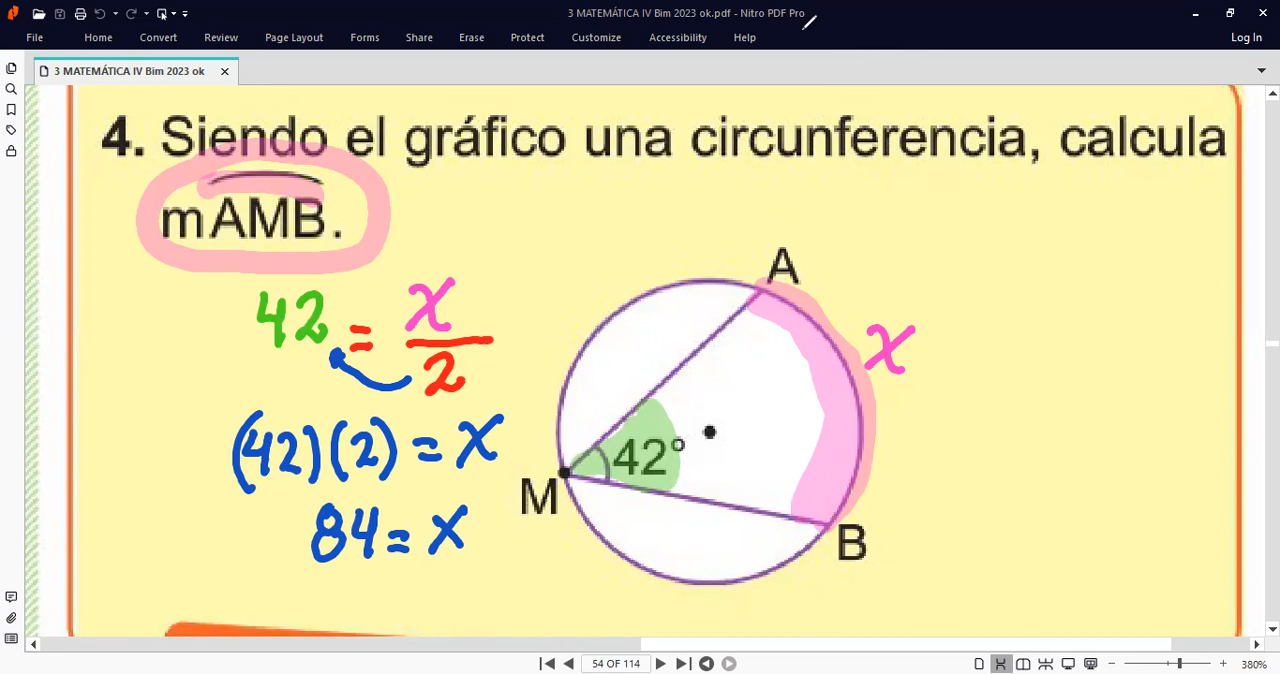 3 MATEMÁTICA IV Bim 2023 ok.pdf - Nitro PDF Pro
File Home Convert Review Page Layout Forms Share Erase Protect Customize Accessibility Help Log In
3 MATEMÁTICA IV Bim 2023 ok
4. Siendo el gráfico una circunferencia, calcula
mAMB.
A
42 = x/2
x
(42)(2) = x
42°
M
84 = x
B
54 OF 114
380%